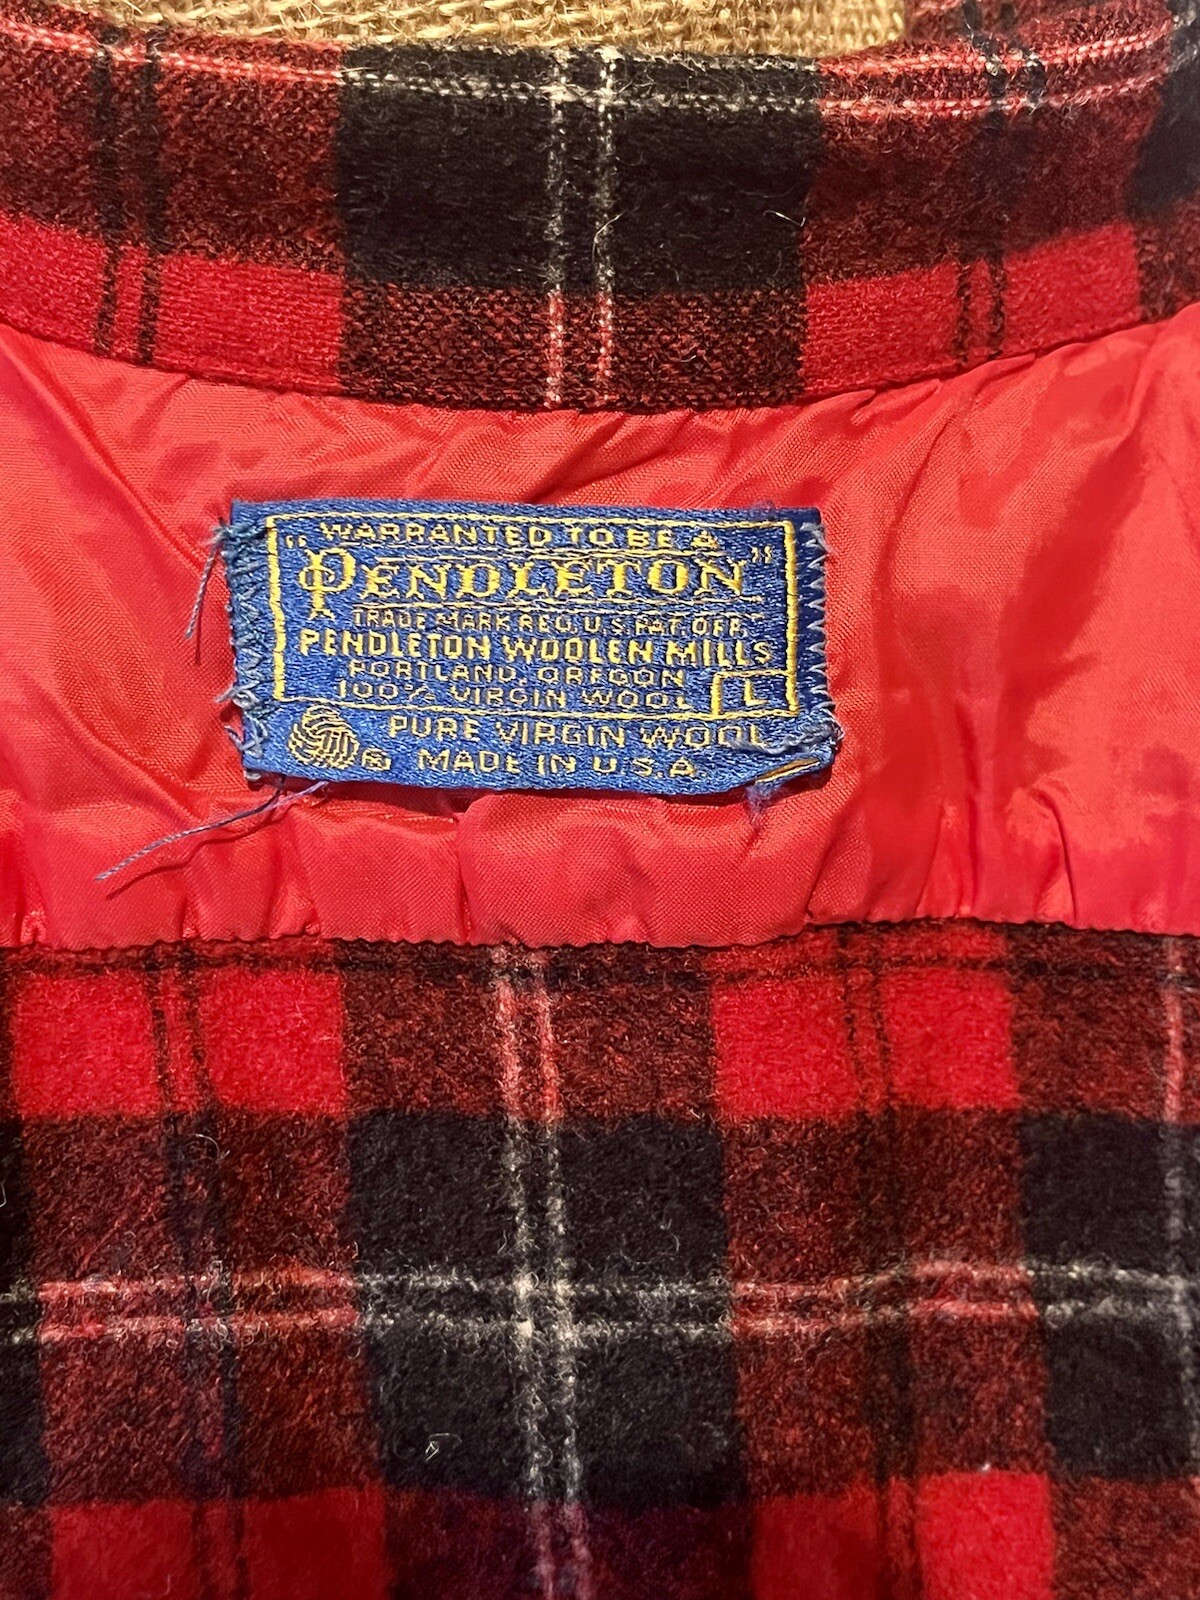 WARRANTED TO BE A
"PENDLETON"
TRADE MARK REG. U.S. PAT. OFF.
PENDLETON WOOLEN MILLS
PORTLAND, OREGON
100% VIRGIN WOOL L
PURE VIRGIN WOOL
® MADE IN U.S.A.